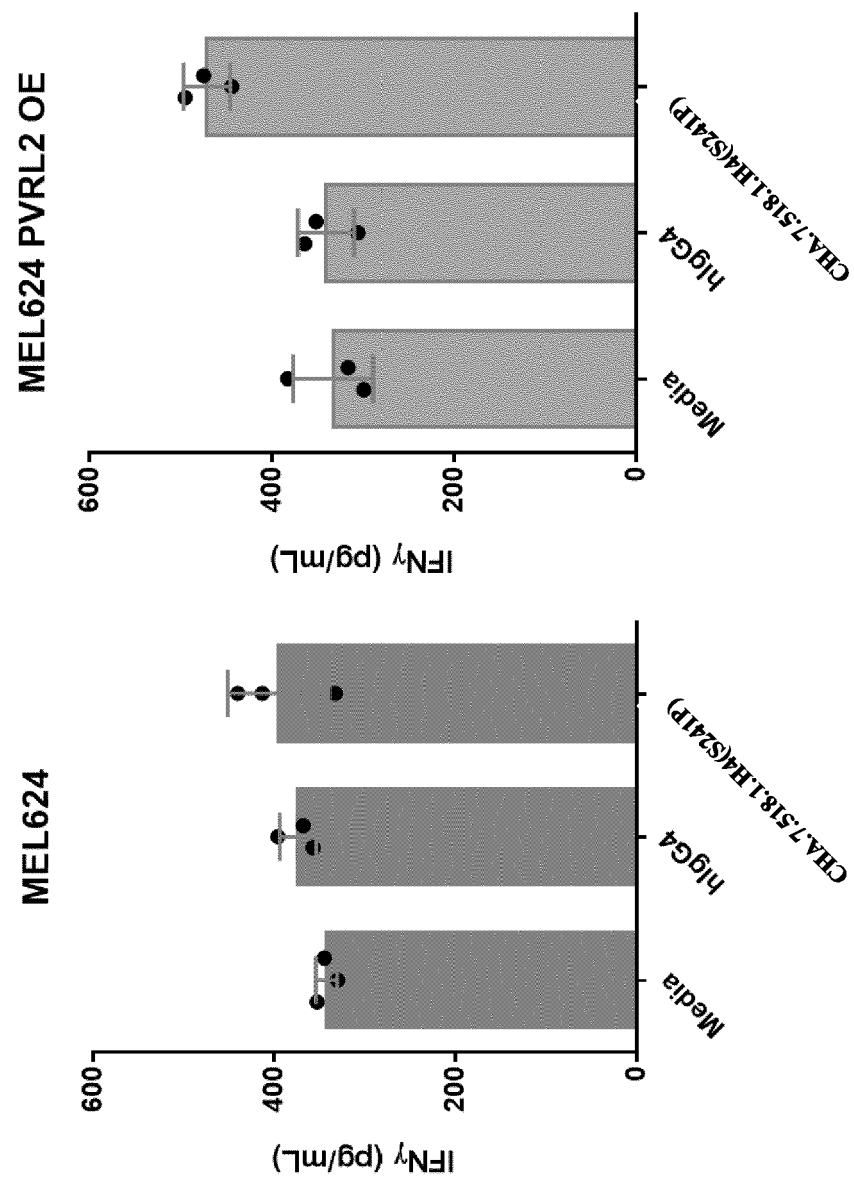 MEL624
IFNγ (pg/mL)
600
400
200
0
Media
hIgG4
CHA.7.518.1.H4(S241P)
MEL624 PVRL2 OE
IFNγ (pg/mL)
600
400
200
0
Media
hIgG4
CHA.7.518.1.H4(S241P)